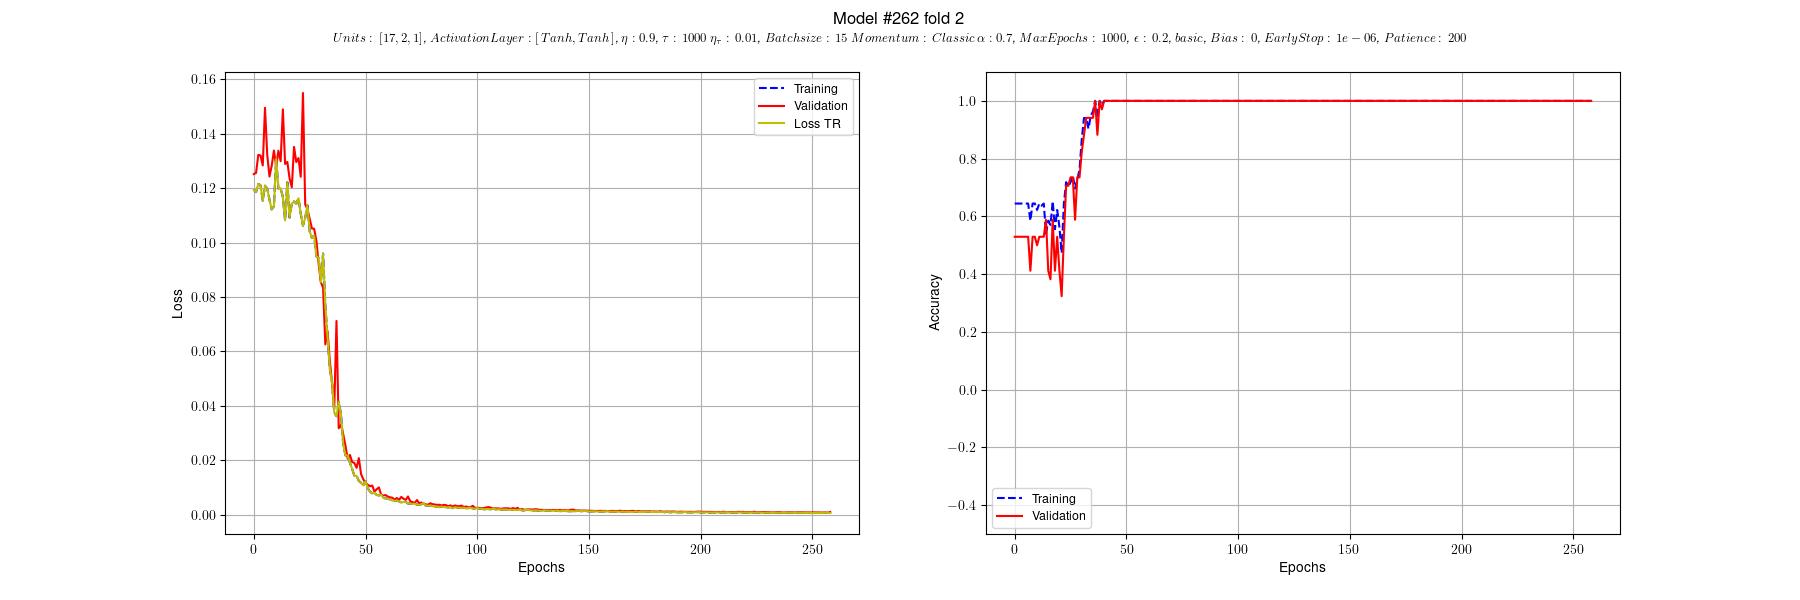 Model #262 fold 2
Units : [17, 2, 1], ActivationLayer : [Tanh, Tanh], η : 0.9, τ : 1000 ητ : 0.01, Batchsize : 15 Momentum : Classic α : 0.7, MaxEpochs : 1000, ϵ : 0.2, basic, Bias : 0, EarlyStop : 1e − 06, Patience : 200
0.16
0.14
0.12
0.10
0.08
0.06
0.04
0.02
0.00
Loss
Training
Validation
Loss TR
0 50 100 150 200 250
Epochs
1.0
0.8
0.6
0.4
0.2
0.0
−0.2
−0.4
Accuracy
Training
Validation
0 50 100 150 200 250
Epochs